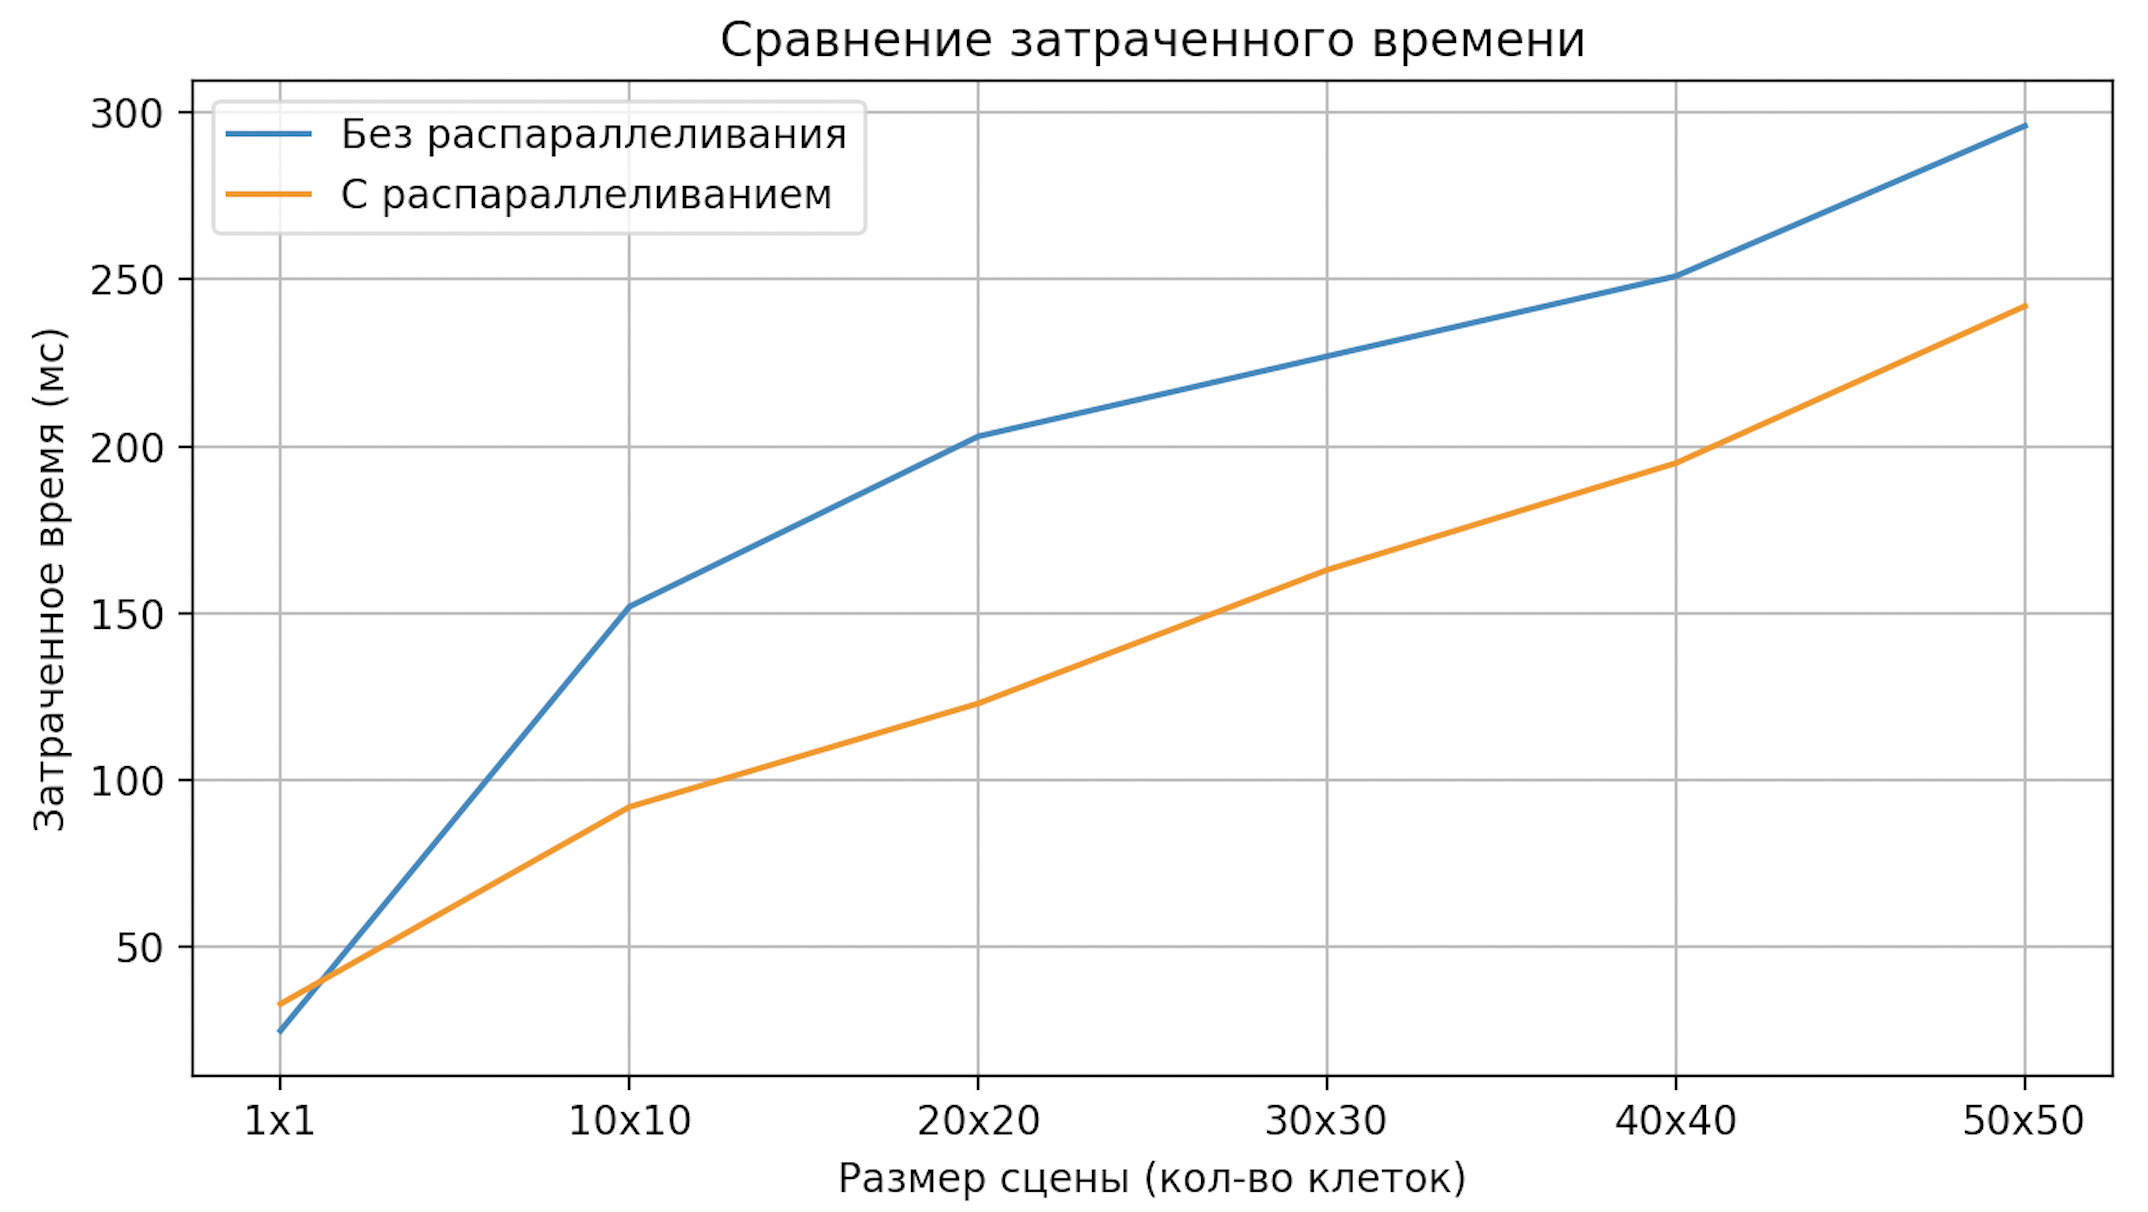 Сравнение затраченного времени
Без распараллеливания
С распараллеливанием
300
250
200
150
100
50
Затраченное время (мс)
1x1 10x10 20x20 30x30 40x40 50x50
Размер сцены (кол-во клеток)